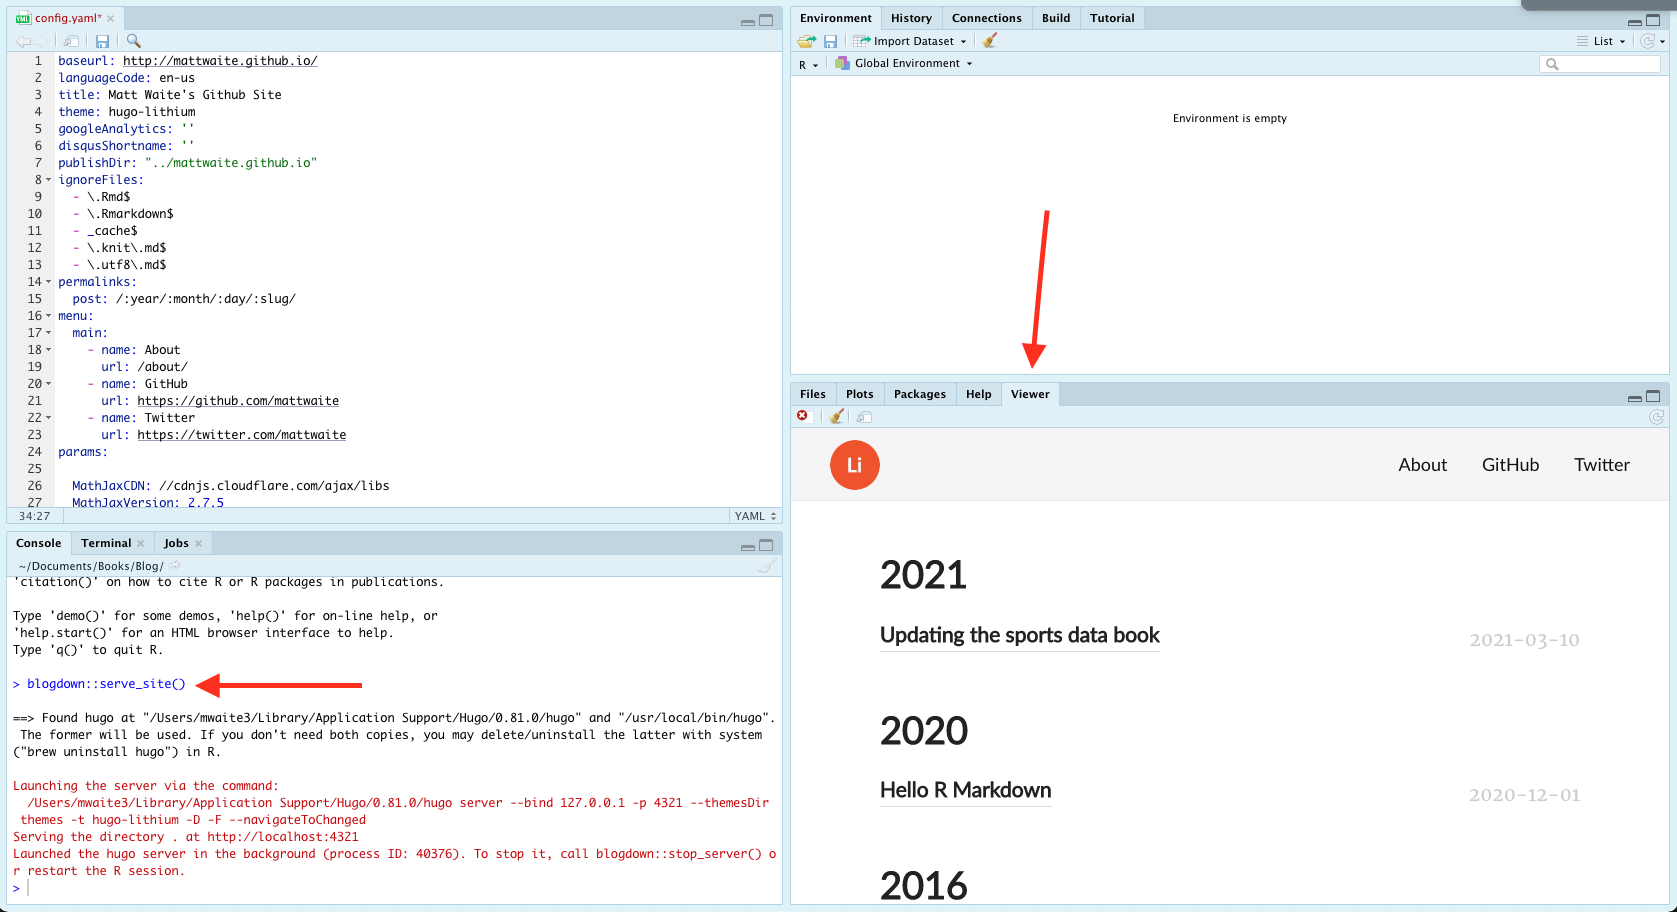 config.yaml*
1 baseurl: http://mattwaite.github.io/
2 languageCode: en-us
3 title: Matt Waite's Github Site
4 theme: hugo-lithium
5 googleAnalytics: ''
6 disqusShortname: ''
7 publishDir: "../mattwaite.github.io"
8 ignoreFiles:
9 - \.Rmd$
10 - \.Rmarkdown$
11 - _cache$
12 - \.knit\.md$
13 - \.utf8\.md$
14 permalinks:
15 post: /:year/:month/:day/:slug/
16 menu:
17 main:
18 - name: About
19 url: /about/
20 - name: GitHub
21 url: https://github.com/mattwaite
22 - name: Twitter
23 url: https://twitter.com/mattwaite
24 params:
25
26 MathJaxCDN: //cdnjs.cloudflare.com/ajax/libs
27 MathJaxVersion: 2.7.5
34:27 YAML
Console Terminal Jobs
~/Documents/Books/Blog/
'citation()' on how to cite R or R packages in publications.
Type 'demo()' for some demos, 'help()' for on-line help, or
'help.start()' for an HTML browser interface to help.
Type 'q()' to quit R.
> blogdown::serve_site()
==> Found hugo at "/Users/mwaite3/Library/Application Support/Hugo/0.81.0/hugo" and "/usr/local/bin/hugo".
The former will be used. If you don't need both copies, you may delete/uninstall the latter with system
("brew uninstall hugo") in R.
Launching the server via the command:
/Users/mwaite3/Library/Application Support/Hugo/0.81.0/hugo server --bind 127.0.0.1 -p 4321 --themesDir
themes -t hugo-lithium -D -F --navigateToChanged
Serving the directory . at http://localhost:4321
Launched the hugo server in the background (process ID: 40376). To stop it, call blogdown::stop_server() o
r restart the R session.
>
Environment History Connections Build Tutorial
Import Dataset List
R Global Environment
Environment is empty
Files Plots Packages Help Viewer
Li About GitHub Twitter
2021
Updating the sports data book 2021-03-10
2020
Hello R Markdown 2020-12-01
2016